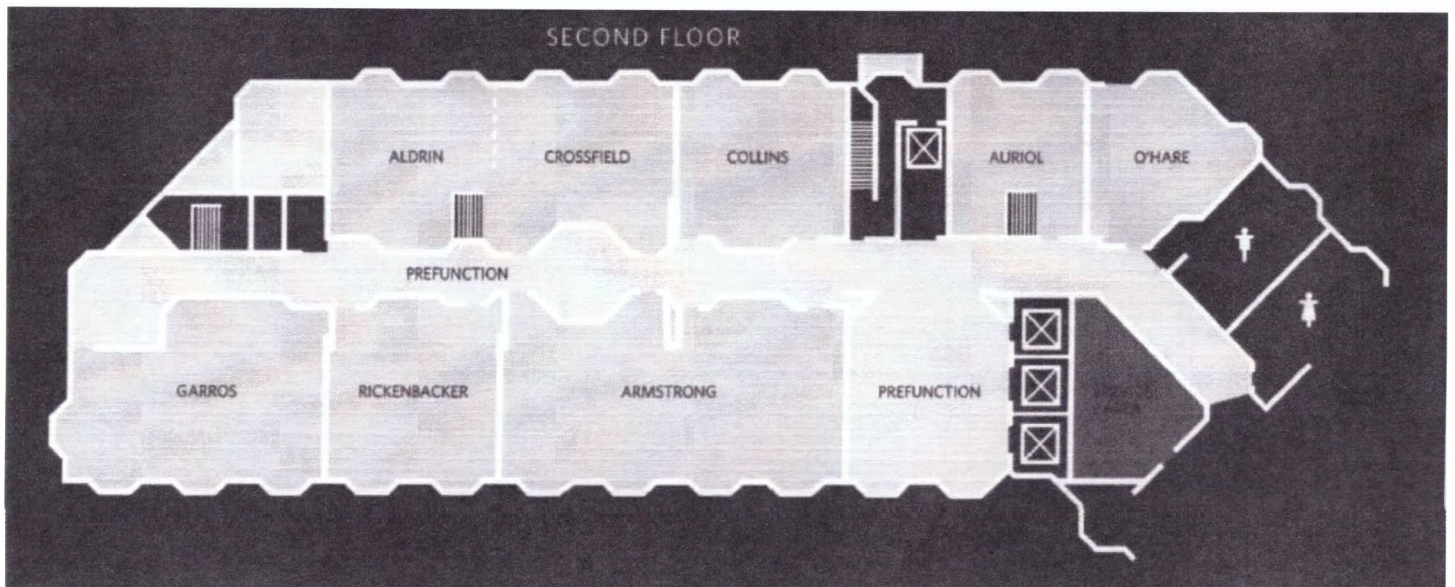 SECOND FLOOR
ALDRIN
CROSSFIELD
COLLINS
AURIOL
O'HARE
PREFUNCTION
GARROS
RICKENBACKER
ARMSTRONG
PREFUNCTION